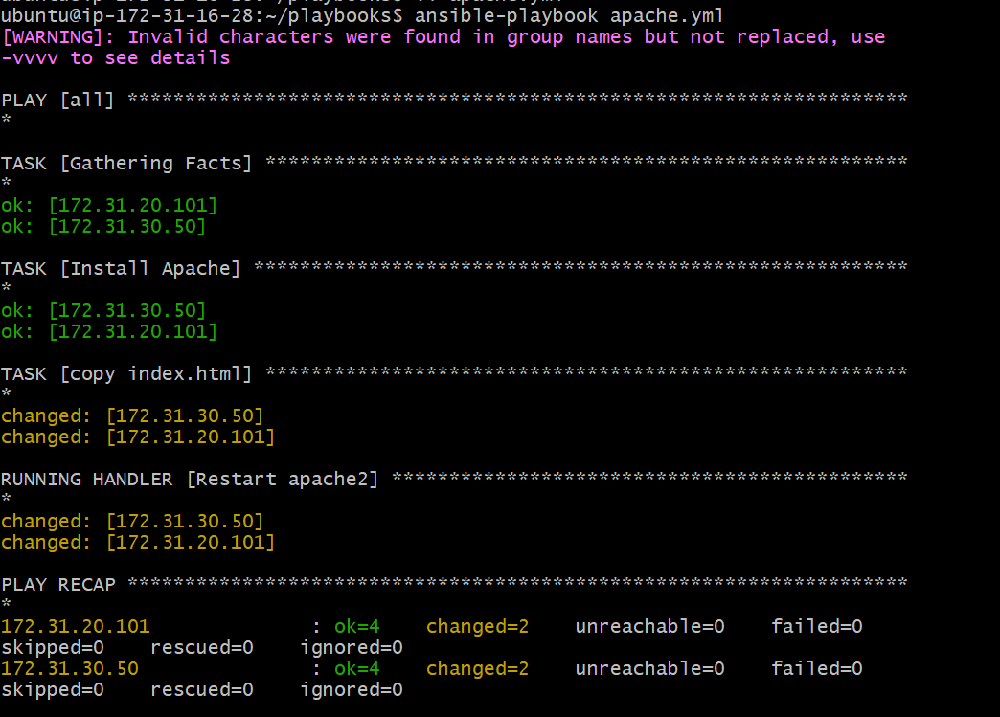 ubuntu@ip-172-31-16-28:~/playbooks$ ansible-playbook apache.yml
[WARNING]: Invalid characters were found in group names but not replaced, use
-vvvv to see details
PLAY [all] ********************************************************************
*
TASK [Gathering Facts] ********************************************************
*
ok: [172.31.20.101]
ok: [172.31.30.50]
TASK [Install Apache] *********************************************************
*
ok: [172.31.30.50]
ok: [172.31.20.101]
TASK [copy index.html] ********************************************************
*
changed: [172.31.30.50]
changed: [172.31.20.101]
RUNNING HANDLER [Restart apache2] *********************************************
*
changed: [172.31.30.50]
changed: [172.31.20.101]
PLAY RECAP ********************************************************************
*
172.31.20.101              : ok=4    changed=2    unreachable=0    failed=0
skipped=0    rescued=0    ignored=0
172.31.30.50               : ok=4    changed=2    unreachable=0    failed=0
skipped=0    rescued=0    ignored=0